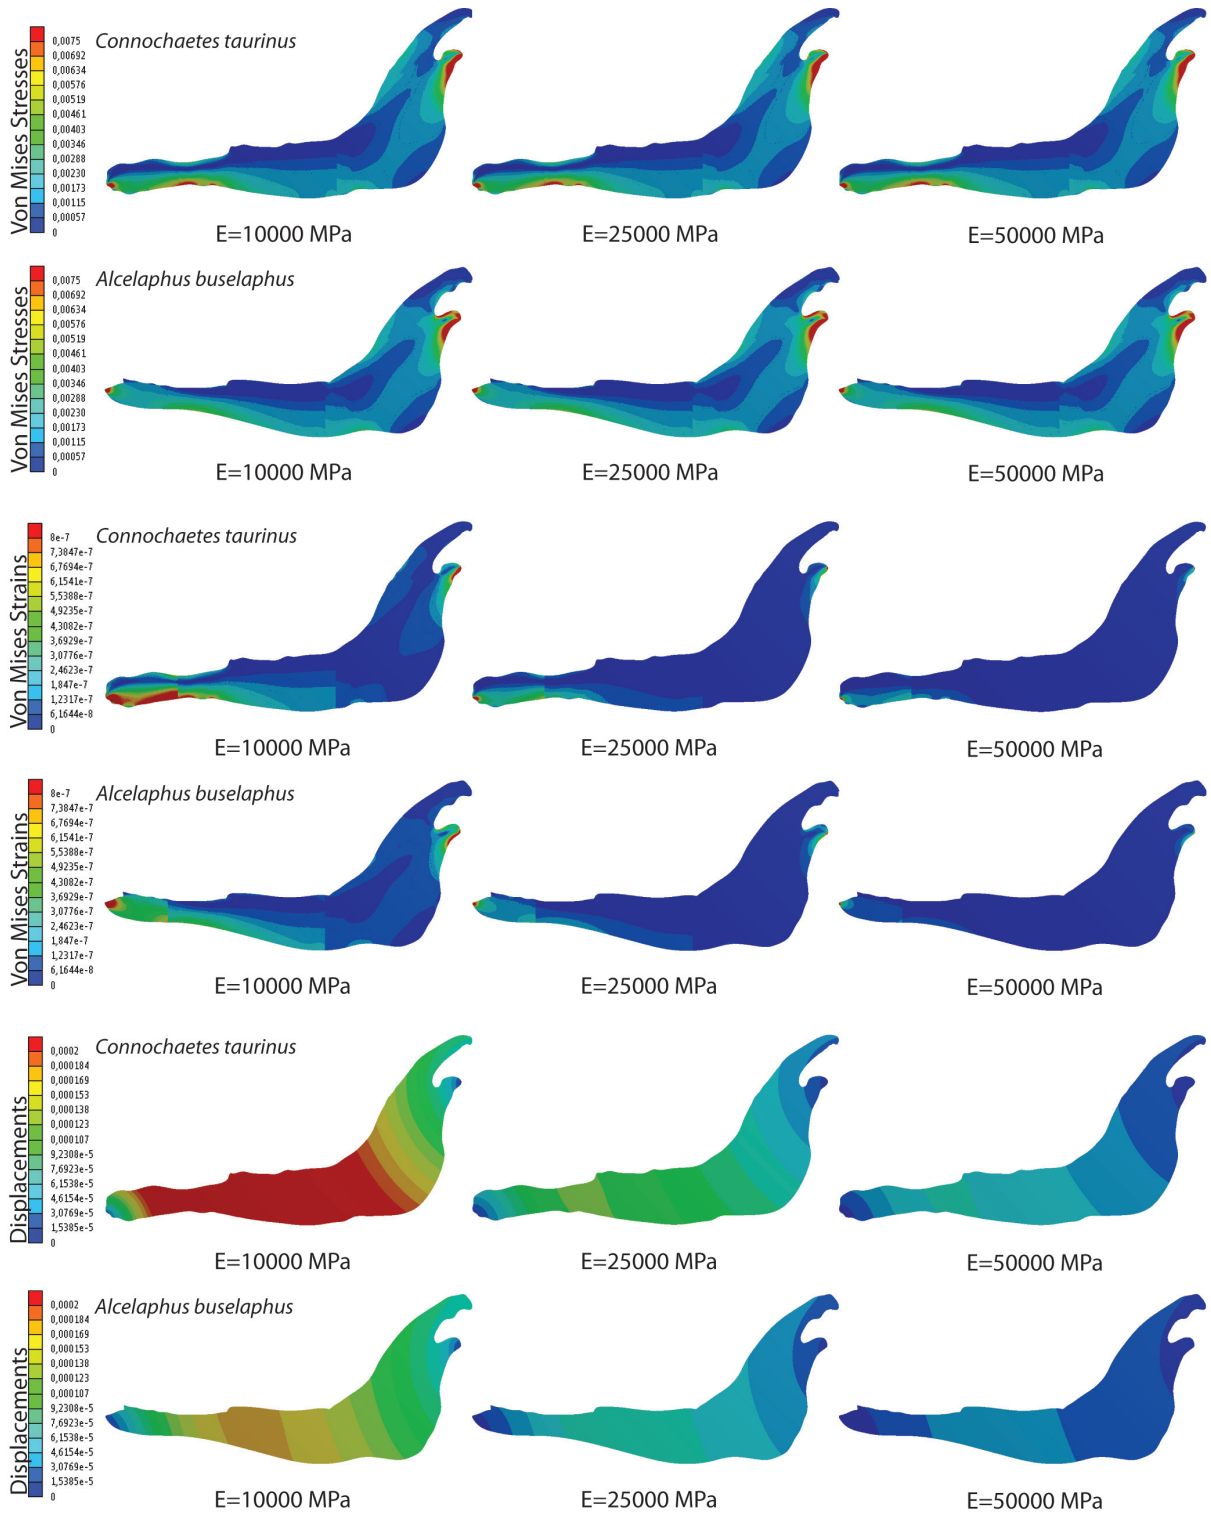 Connochaetes taurinus
Von Mises Stresses
0,0075
0,00692
0,00634
0,00576
0,00519
0,00461
0,00403
0,00346
0,00288
0,00230
0,00173
0,00115
0,00057
0
E=10000 MPa
E=25000 MPa
E=50000 MPa
Alcelaphus buselaphus
Von Mises Stresses
0,0075
0,00692
0,00634
0,00576
0,00519
0,00461
0,00403
0,00346
0,00288
0,00230
0,00173
0,00115
0,00057
0
E=10000 MPa
E=25000 MPa
E=50000 MPa
Connochaetes taurinus
Von Mises Strains
8e-7
7,3847e-7
6,7694e-7
6,1541e-7
5,5388e-7
4,9235e-7
4,3082e-7
3,6929e-7
3,0776e-7
2,4623e-7
1,847e-7
1,2317e-7
6,1644e-8
0
E=10000 MPa
E=25000 MPa
E=50000 MPa
Alcelaphus buselaphus
Von Mises Strains
8e-7
7,3847e-7
6,7694e-7
6,1541e-7
5,5388e-7
4,9235e-7
4,3082e-7
3,6929e-7
3,0776e-7
2,4623e-7
1,847e-7
1,2317e-7
6,1644e-8
0
E=10000 MPa
E=25000 MPa
E=50000 MPa
Connochaetes taurinus
Displacements
0,0002
0,000184
0,000169
0,000153
0,000138
0,000123
0,000107
9,2308e-5
7,6923e-5
6,1538e-5
4,6154e-5
3,0769e-5
1,5385e-5
0
E=10000 MPa
E=25000 MPa
E=50000 MPa
Alcelaphus buselaphus
Displacements
0,0002
0,000184
0,000169
0,000153
0,000138
0,000123
0,000107
9,2308e-5
7,6923e-5
6,1538e-5
4,6154e-5
3,0769e-5
1,5385e-5
0
E=10000 MPa
E=25000 MPa
E=50000 MPa